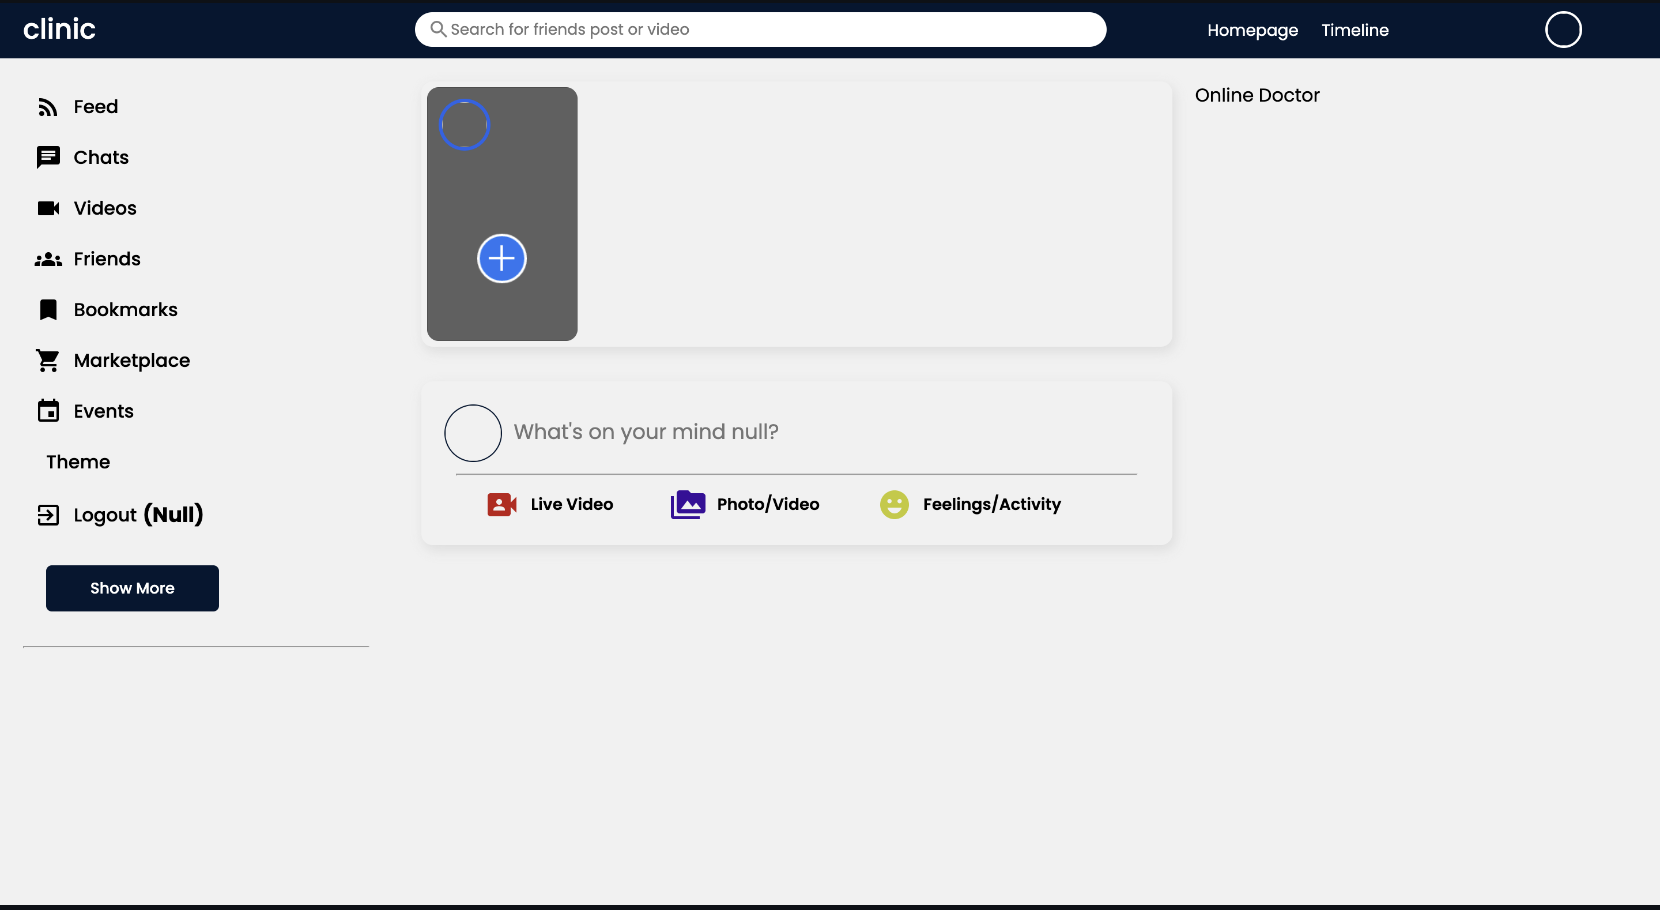 clinic
Search for friends post or video
Homepage
Timeline
Feed
Chats
Videos
Friends
Bookmarks
Marketplace
Events
Theme
Logout (Null)
Show More
What's on your mind null?
Live Video
Photo/Video
Feelings/Activity
Online Doctor